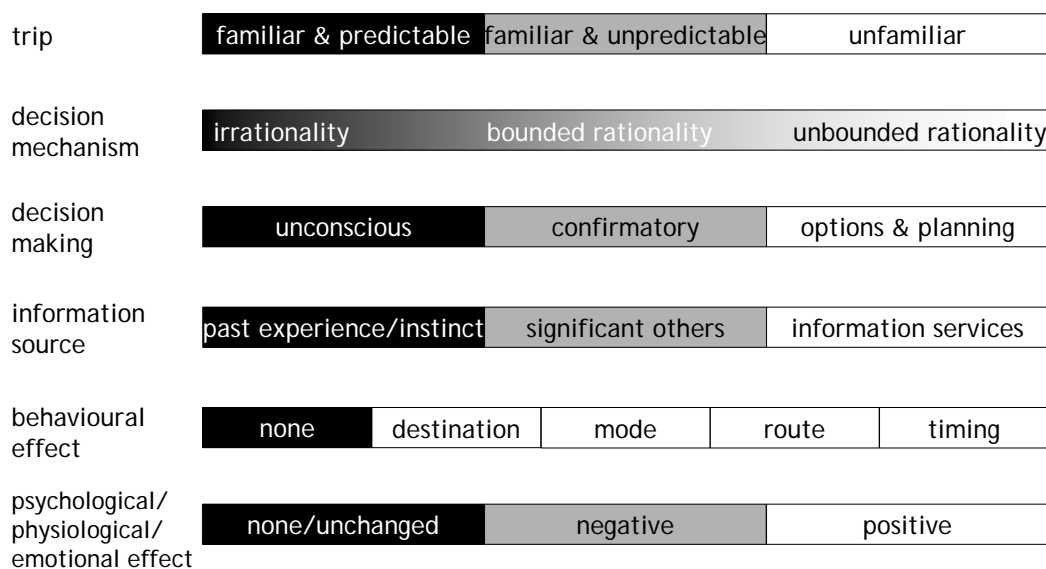 trip
familiar & predictable familiar & unpredictable unfamiliar
decision
mechanism
irrationality bounded rationality unbounded rationality
decision
making
unconscious confirmatory options & planning
information
source
past experience/instinct significant others information services
behavioural
effect
none destination mode route timing
psychological/
physiological/
emotional effect
none/unchanged negative positive